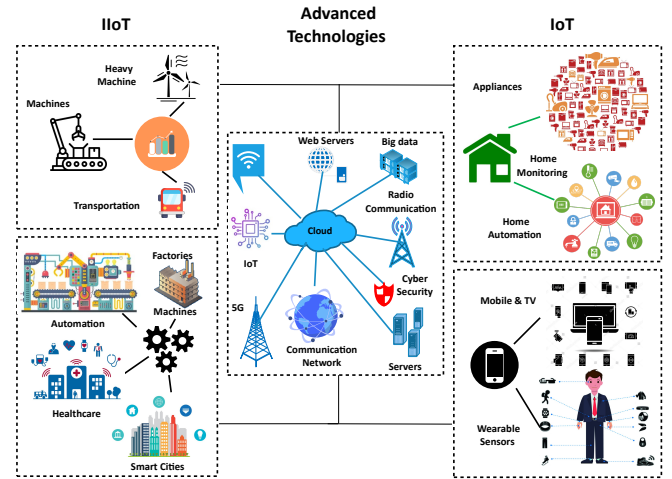 IIoT
Advanced
Technologies
IoT
Heavy
Machine
Machines
Transportation
Factories
Machines
Automation
Healthcare
Smart Cities
Web Servers
Big data
Radio
Communication
Cloud
IoT
Cyber
Security
5G
Communication
Network
Servers
Appliances
Home
Monitoring
Home
Automation
Mobile & TV
Wearable
Sensors